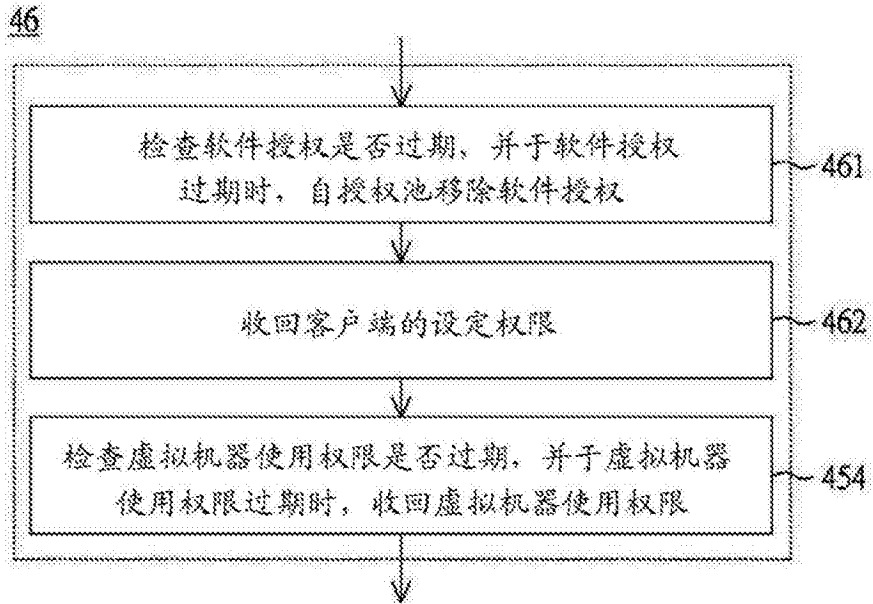 46
检查软件授权是否过期，并于软件授权
过期时，自授权池移除软件授权
461
收回客户端的设定权限
462
检查虚拟机器使用权限是否过期，并于虚拟机器
使用权限过期时，收回虚拟机器使用权限
454